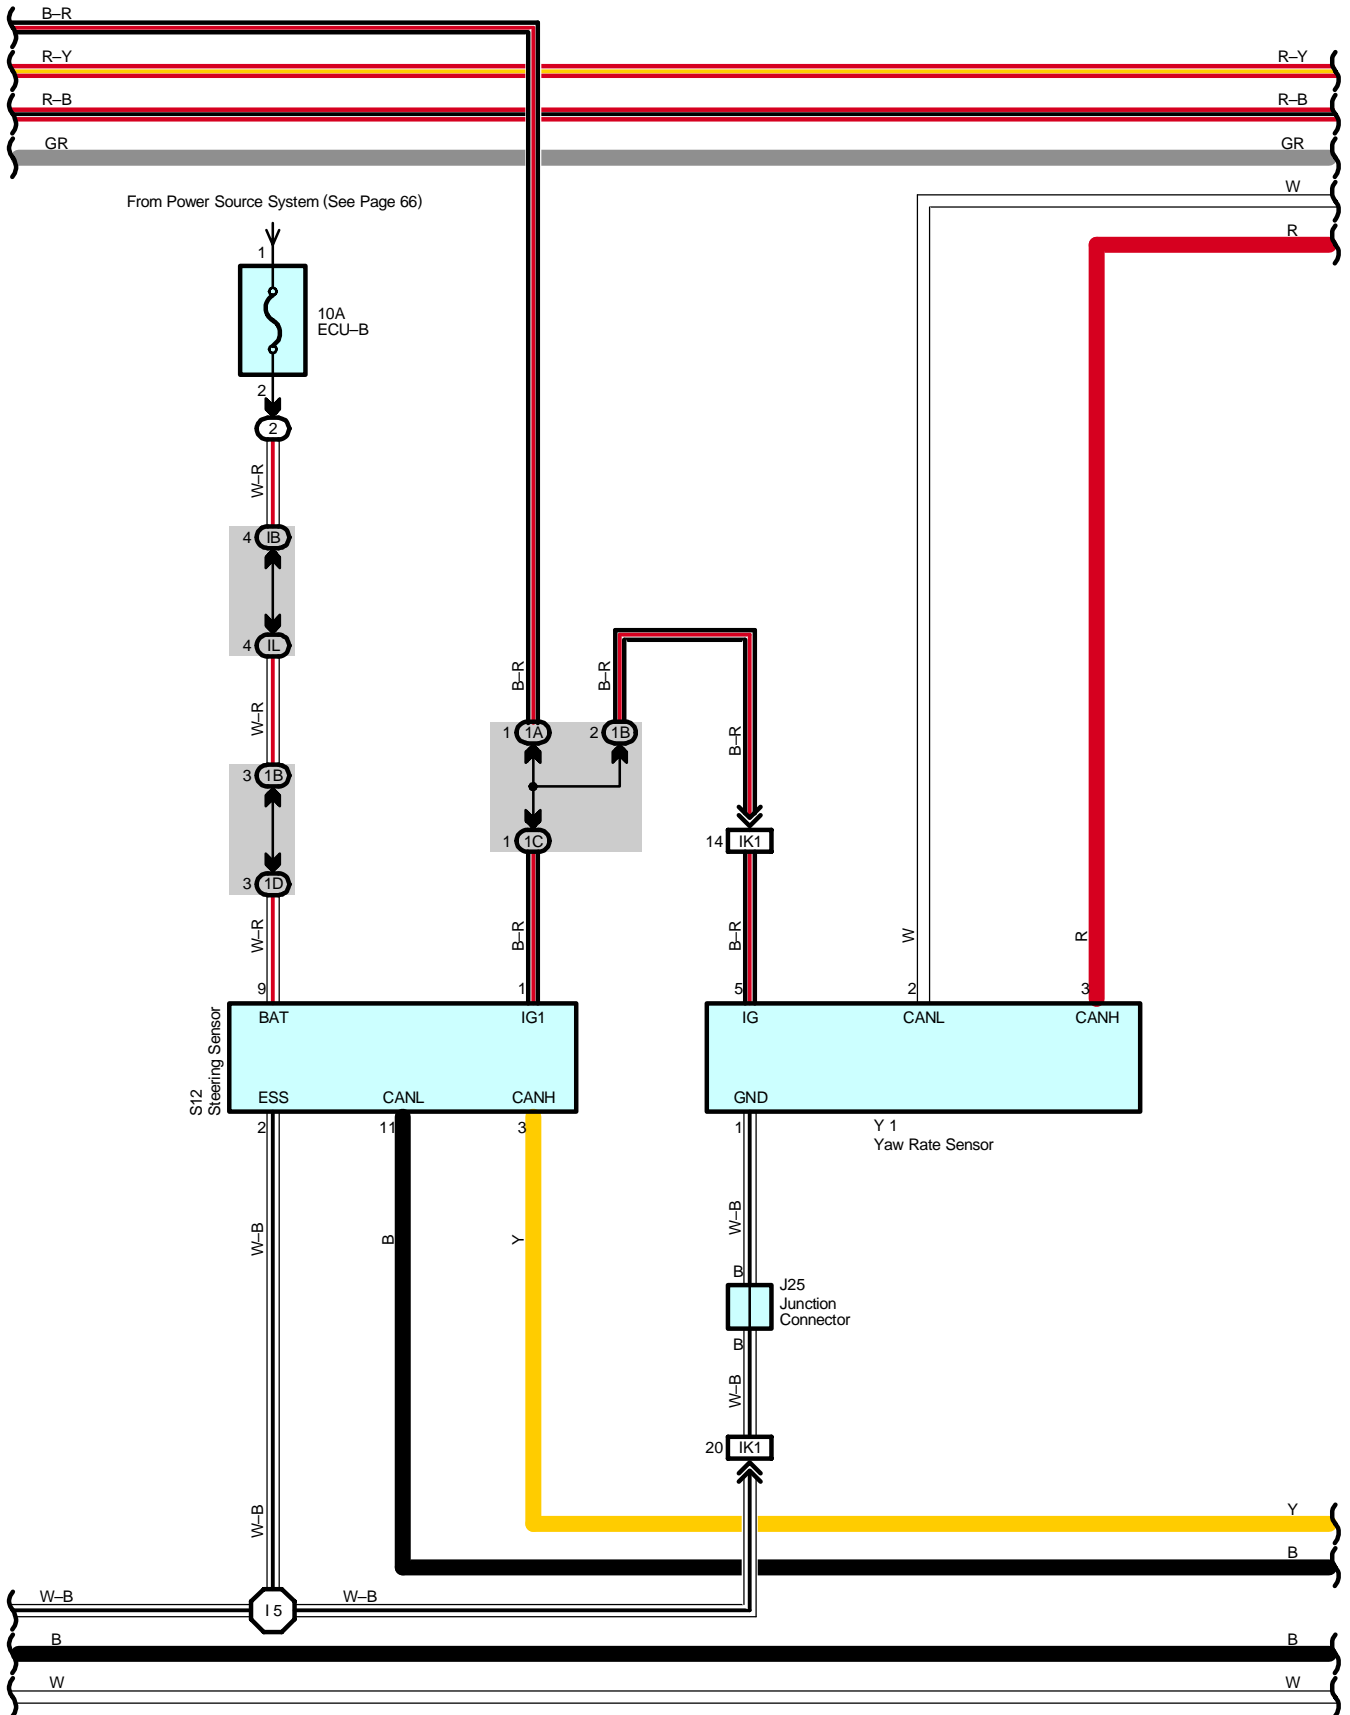 B–R
R–Y R–Y
R–B R–B
GR GR
W
From Power Source System (See Page 66)
R
1
10A
ECU–B
2
2
W–R
4 IB
4 IL
B–R B–R
W–R
1 1A 2 1B
B–R
3 1B
1 1C
14 IK1
3 1D
W–R B–R B–R W R
9 1 5 2 3
BAT IG1 IG CANL CANH
S12
Steering Sensor
ESS CANL CANH GND
2 11 3 1
Y 1
Yaw Rate Sensor
W–B B Y W–B
B
J25
Junction
Connector
B
W–B
20 IK1
W–B
Y
B
W–B I 5 W–B
B B
W W